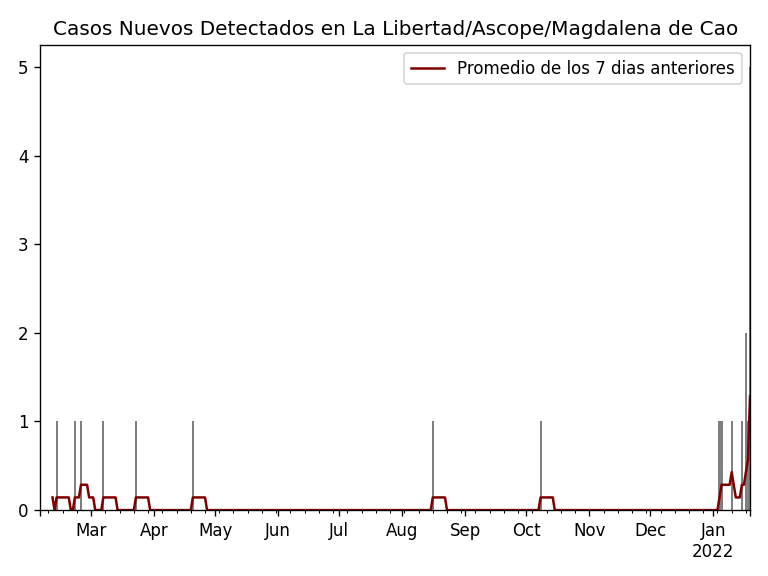 Casos Nuevos Detectados en La Libertad/Ascope/Magdalena de Cao
Promedio de los 7 dias anteriores
5
4
3
2
1
0
Mar Apr May Jun Jul Aug Sep Oct Nov Dec Jan
2022